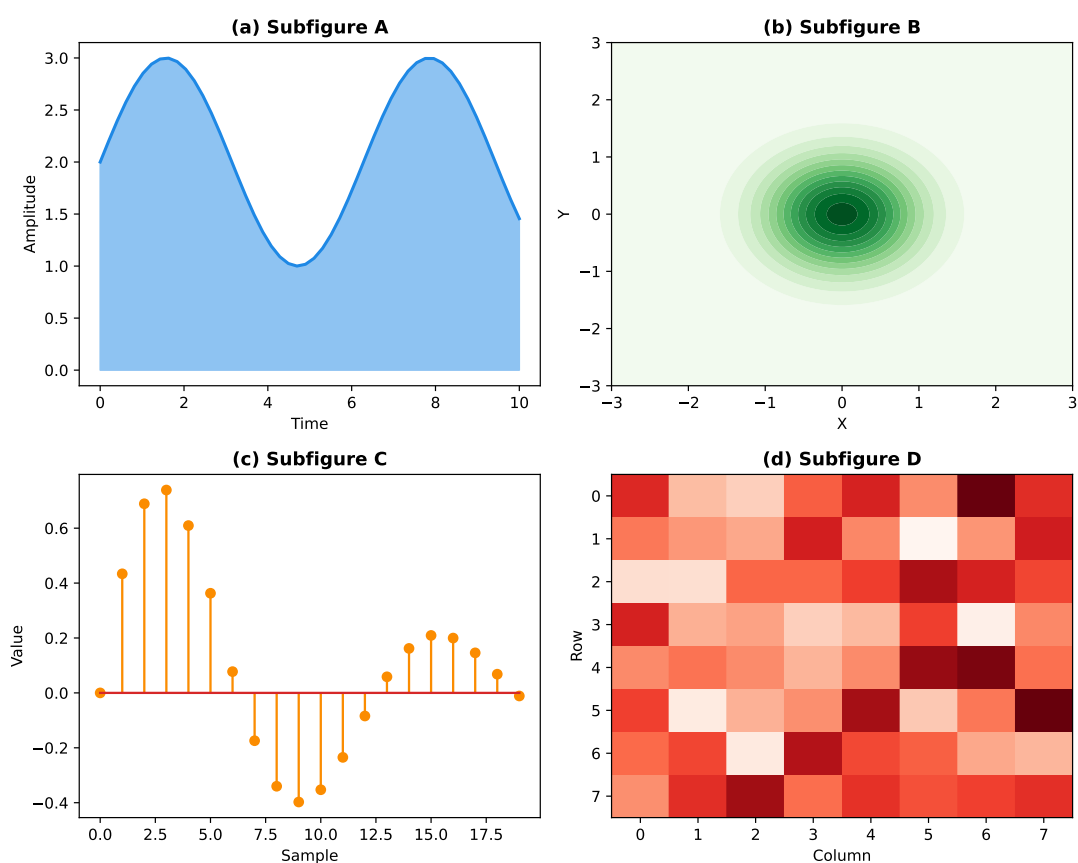 (a) Subfigure A
3.0
2.5
2.0
1.5
1.0
0.5
0.0
Amplitude
0 2 4 6 8 10
Time
(b) Subfigure B
3
2
1
0
−1
−2
−3
Y
−3 −2 −1 0 1 2 3
X
(c) Subfigure C
0.6
0.4
0.2
0.0
−0.2
−0.4
Value
0.0 2.5 5.0 7.5 10.0 12.5 15.0 17.5
Sample
(d) Subfigure D
0
1
2
3
4
5
6
7
Row
0 1 2 3 4 5 6 7
Column